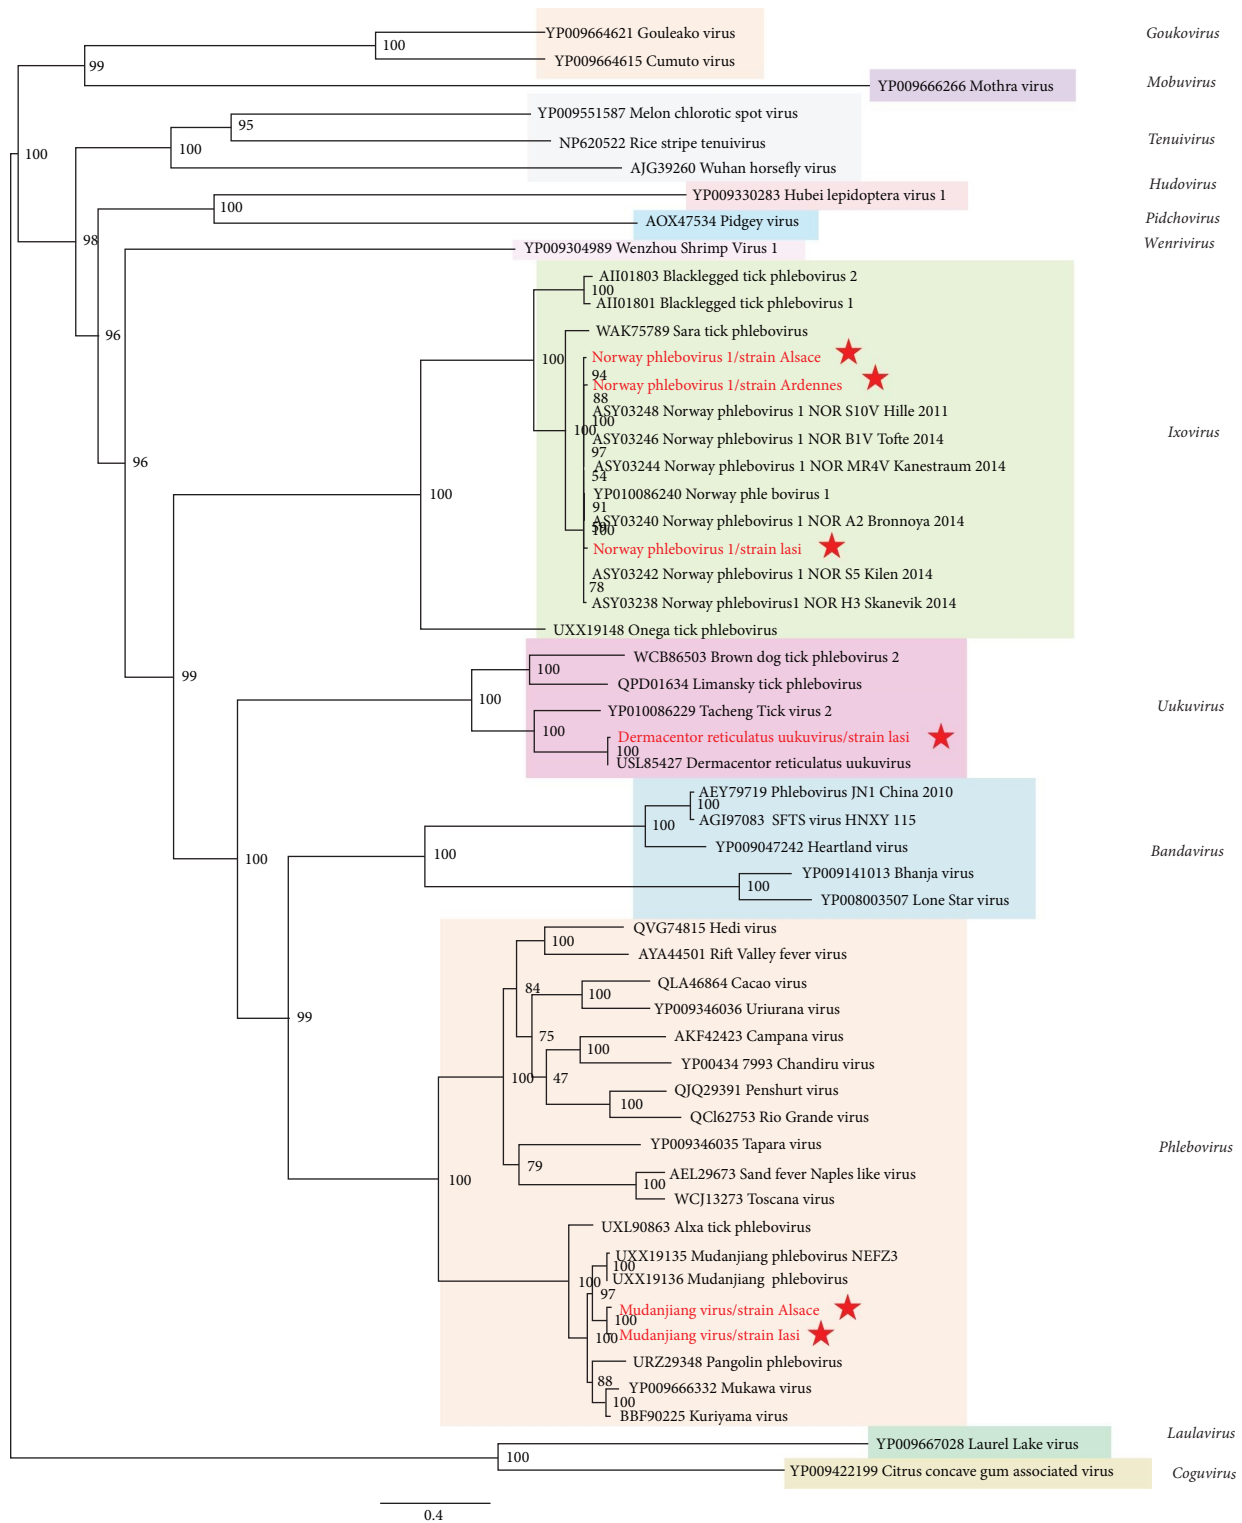 YP009664621 Gouleako virus
Goukovirus
100
YP009664615 Cumuto virus
99
YP009666266 Mothra virus
Mobuvirus
YP009551587 Melon chlorotic spot virus
95
NP620522 Rice stripe tenuivirus
Tenuivirus
100
100
AJG39260 Wuhan horsefly virus
Hudovirus
YP009330283 Hubei lepidoptera virus 1
100
AOX47534 Pidgey virus
Pidchovirus
98
YP009304989 Wenzhou Shrimp Virus 1
Wenrivirus
AII01803 Blacklegged tick phlebovirus 2
100
AII01801 Blacklegged tick phlebovirus 1
WAK75789 Sara tick phlebovirus
96
100
Norway phlebovirus 1/strain Alsace
94
Norway phlebovirus 1/strain Ardennes
88
ASY03248 Norway phlebovirus 1 NOR S10V Hille 2011
100
100
Ixovirus
ASY03246 Norway phlebovirus 1 NOR B1V Tofte 2014
97
96
ASY03244 Norway phlebovirus 1 NOR MR4V Kanestraum 2014
54
100
YP010086240 Norway phle bovirus 1
91
ASY03240 Norway phlebovirus 1 NOR A2 Bronnoya 2014
100
Norway phlebovirus 1/strain lasi
ASY03242 Norway phlebovirus 1 NOR S5 Kilen 2014
78
ASY03238 Norway phlebovirus1 NOR H3 Skanevik 2014
UXX19148 Onega tick phlebovirus
WCB86503 Brown dog tick phlebovirus 2
100
99
QPD01634 Limansky tick phlebovirus
100
Uukuvirus
YP010086229 Tacheng Tick virus 2
100
Dermacentor reticulatus uukuvirus/strain lasi
100
USL85427 Dermacentor reticulatus uukuvirus
AEY79719 Phlebovirus JN1 China 2010
100
AGI97083 SFTS virus HNXY 115
100
YP009047242 Heartland virus
100
100
Bandavirus
YP009141013 Bhanja virus
100
YP008003507 Lone Star virus
QVG74815 Hedi virus
100
AYA44501 Rift Valley fever virus
84
QLA46864 Cacao virus
100
YP009346036 Uriurana virus
99
75
AKF42423 Campana virus
100
YP00434 7993 Chandiru virus
100
47
QJQ29391 Penshurt virus
100
QCl62753 Rio Grande virus
YP009346035 Tapara virus
Phlebovirus
79
AEL29673 Sand fever Naples like virus
100
100
WCJ13273 Toscana virus
UXL90863 Alxa tick phlebovirus
UXX19135 Mudanjiang phlebovirus NEFZ3
100
100
UXX19136 Mudanjiang phlebovirus
97
Mudanjiang virus/strain Alsace
100
100
Mudanjiang virus/strain Iasi
URZ29348 Pangolin phlebovirus
88
YP009666332 Mukawa virus
100
BBF90225 Kuriyama virus
Laulavirus
YP009667028 Laurel Lake virus
100
YP009422199 Citrus concave gum associated virus
Coguvirus
0.4